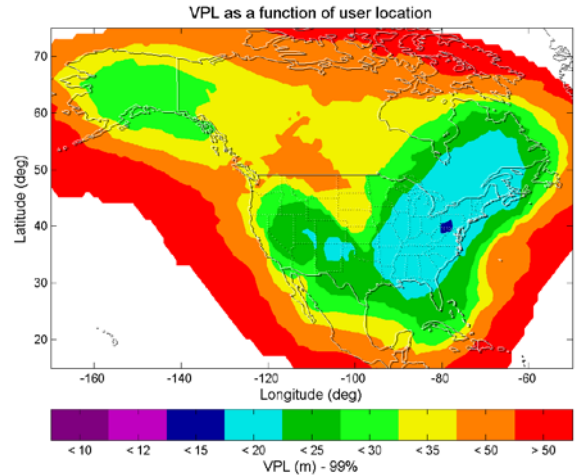 VPL as a function of user location
70
60
50
40
30
20
Latitude (deg)
-160 -140 -120 -100 -80 -60
Longitude (deg)
< 10 < 12 < 15 < 20 < 25 < 30 < 35 < 50 > 50
VPL (m) - 99%